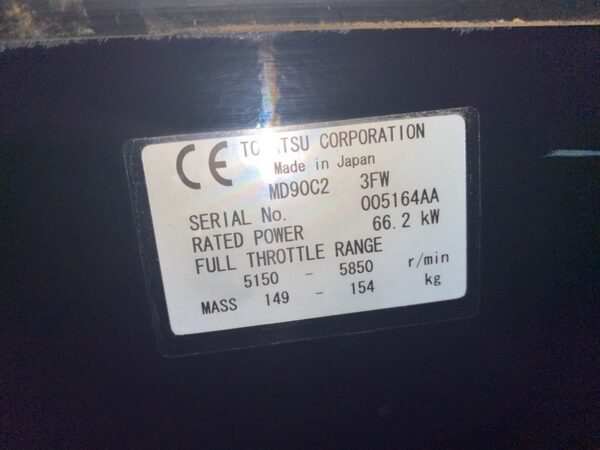 CE
CORPORATION
Made in Japan
MD90C2 3FW
SERIAL No. 005164AA
RATED POWER 66.2 kW
FULL THROTTLE RANGE
5150 - 5850 r/min
MASS 149 - 154 kg